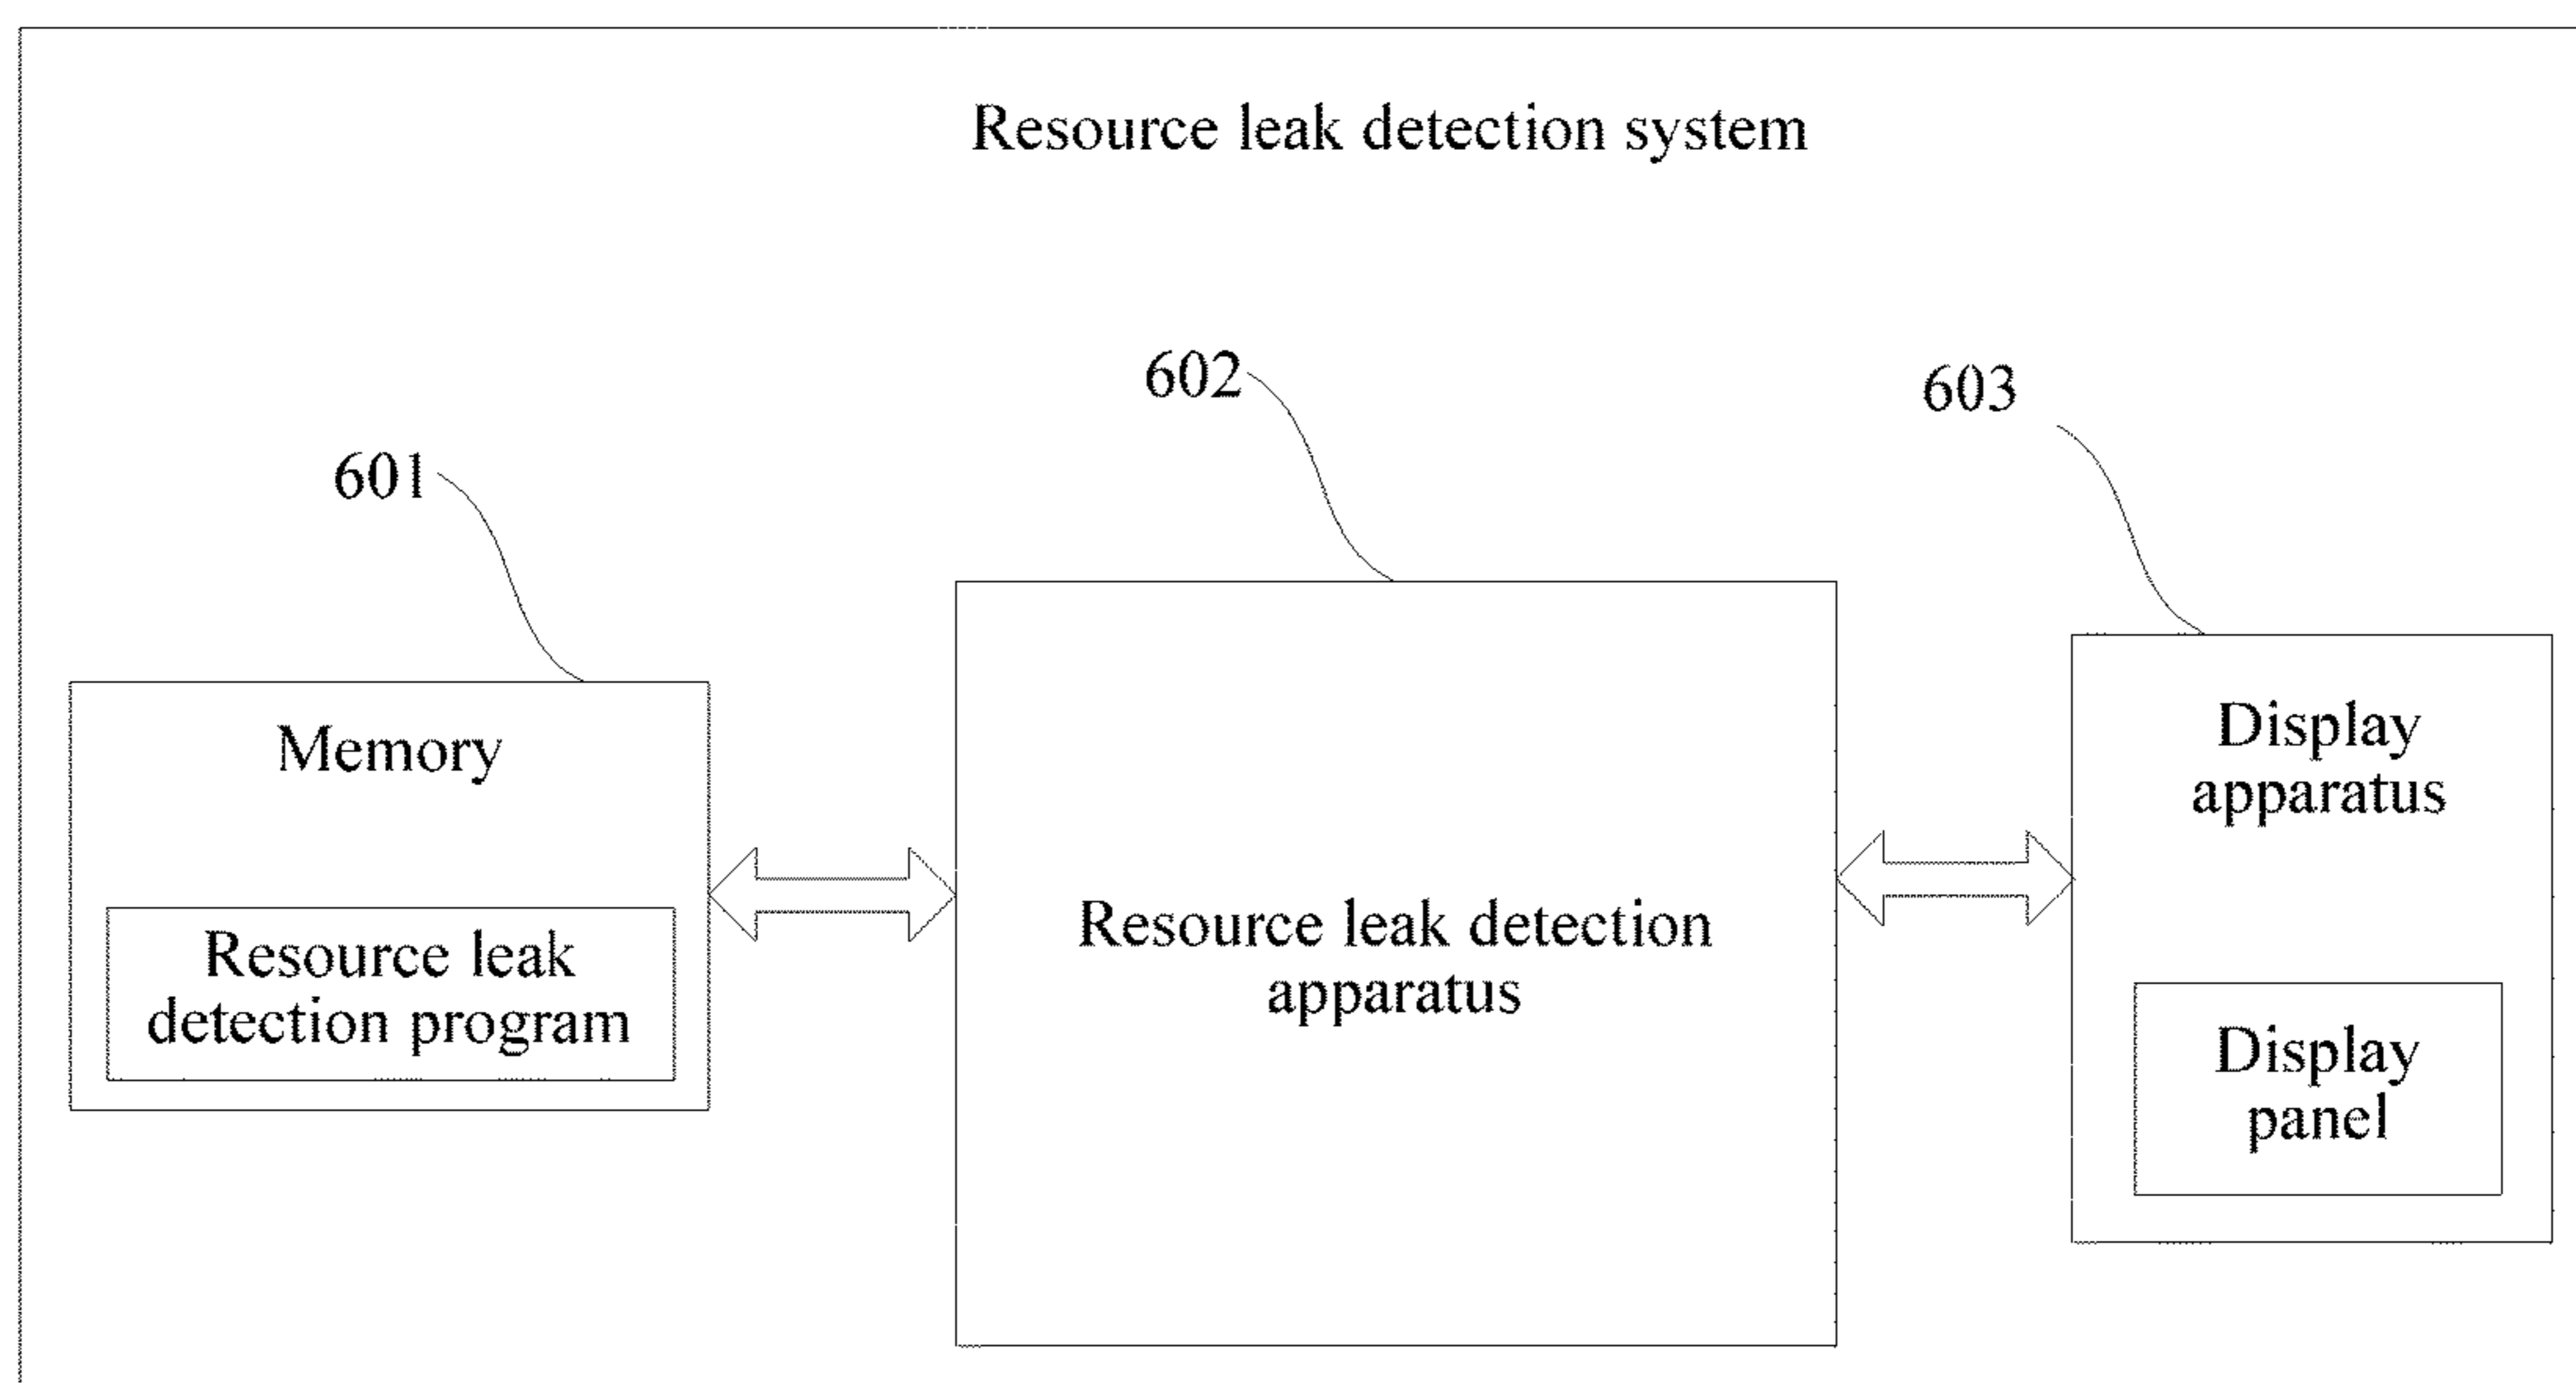 Resource leak detection system
602
603
601
Memory
Resource leak
detection program
Resource leak detection
apparatus
Display
apparatus
Display
panel